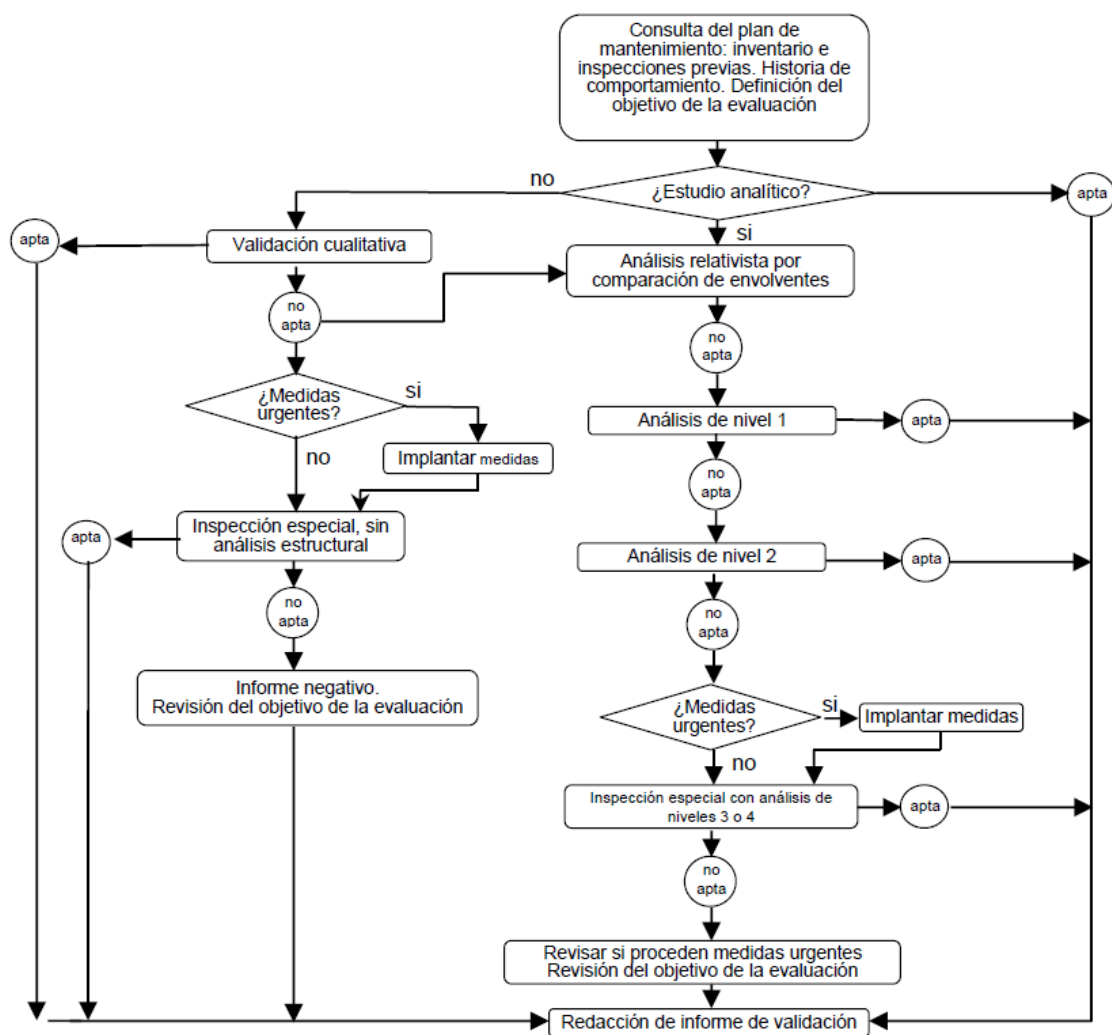 Consulta del plan de
mantenimiento: inventario e
inspecciones previas. Historia de
comportamiento. Definición del
objetivo de la evaluación
no
¿Estudio analítico?
apta
si
apta
Validación cualitativa
Análisis relativista por
comparación de envolventes
no
apta
no
apta
¿Medidas
urgentes?
si
Análisis de nivel 1
apta
no
Implantar medidas
no
apta
Inspección especial, sin
análisis estructural
apta
Análisis de nivel 2
apta
no
apta
no
apta
Informe negativo.
Revisión del objetivo de la evaluación
¿Medidas
urgentes?
si
Implantar medidas
no
Inspección especial con análisis de
niveles 3 o 4
apta
no
apta
Revisar si proceden medidas urgentes
Revisión del objetivo de la evaluación
Redacción de informe de validación